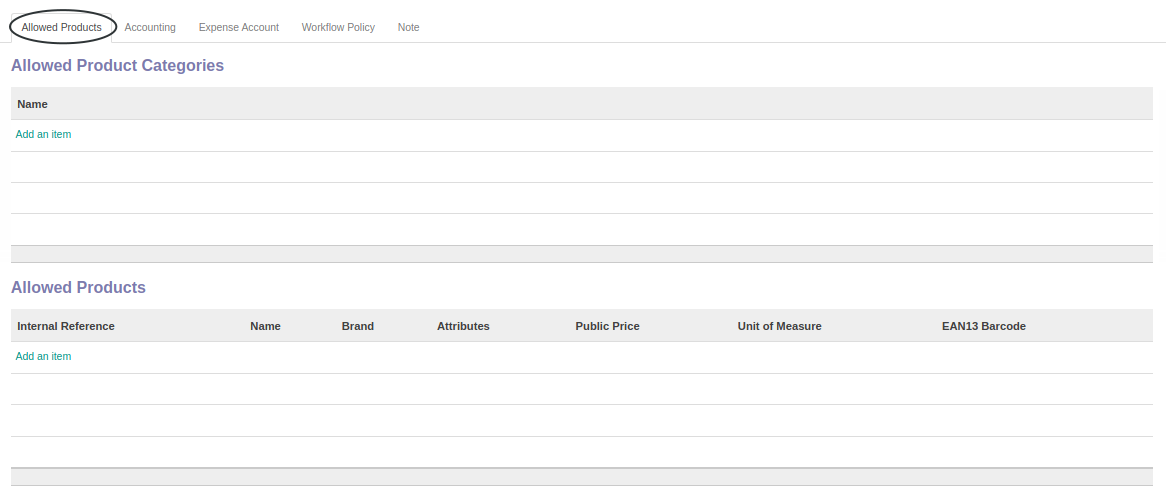 Allowed Products Accounting Expense Account Workflow Policy Note
Allowed Product Categories
Name
Add an item
Allowed Products
Internal Reference Name Brand Attributes Public Price Unit of Measure EAN13 Barcode
Add an item